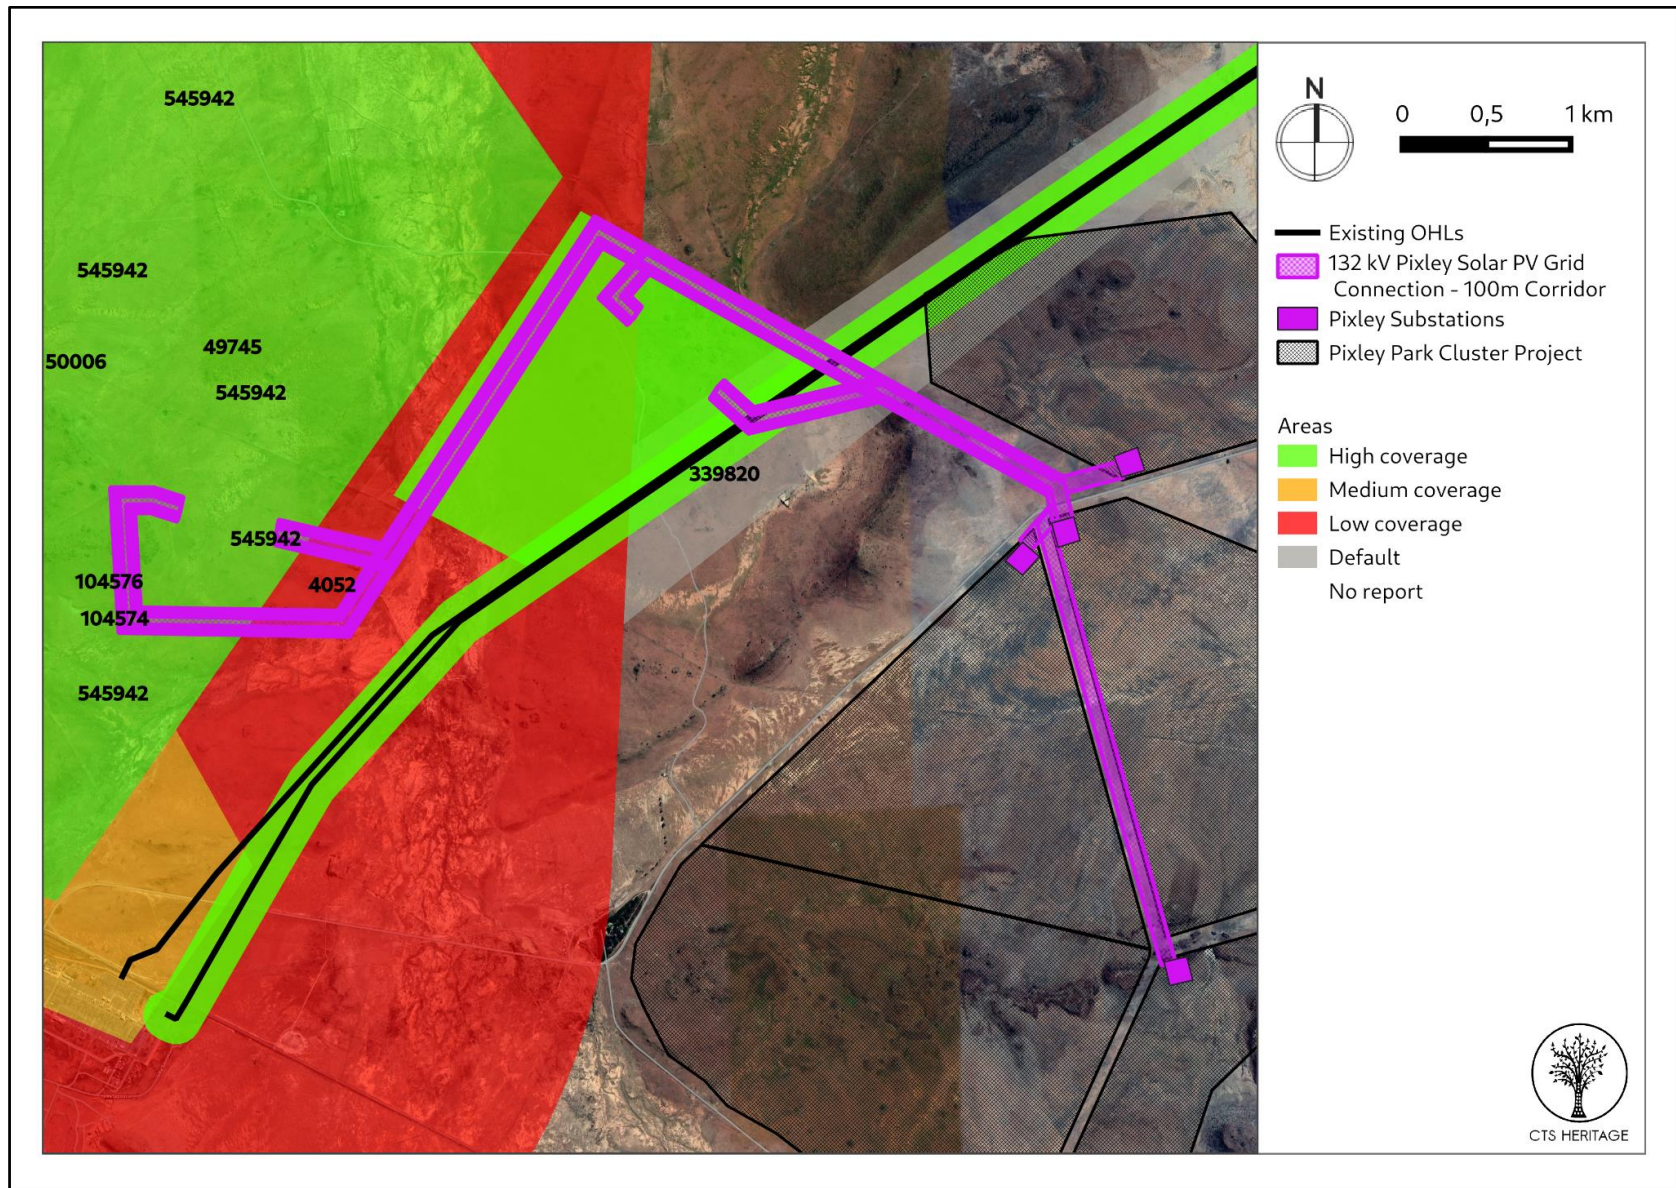 545942
545942
49745
50006
545942
339820
545942
104576
4052
104574
545942
N
0 0,5 1 km
Existing OHLs
132 kV Pixley Solar PV Grid
Connection - 100m Corridor
Pixley Substations
Pixley Park Cluster Project
Areas
High coverage
Medium coverage
Low coverage
Default
No report
CTS HERITAGE